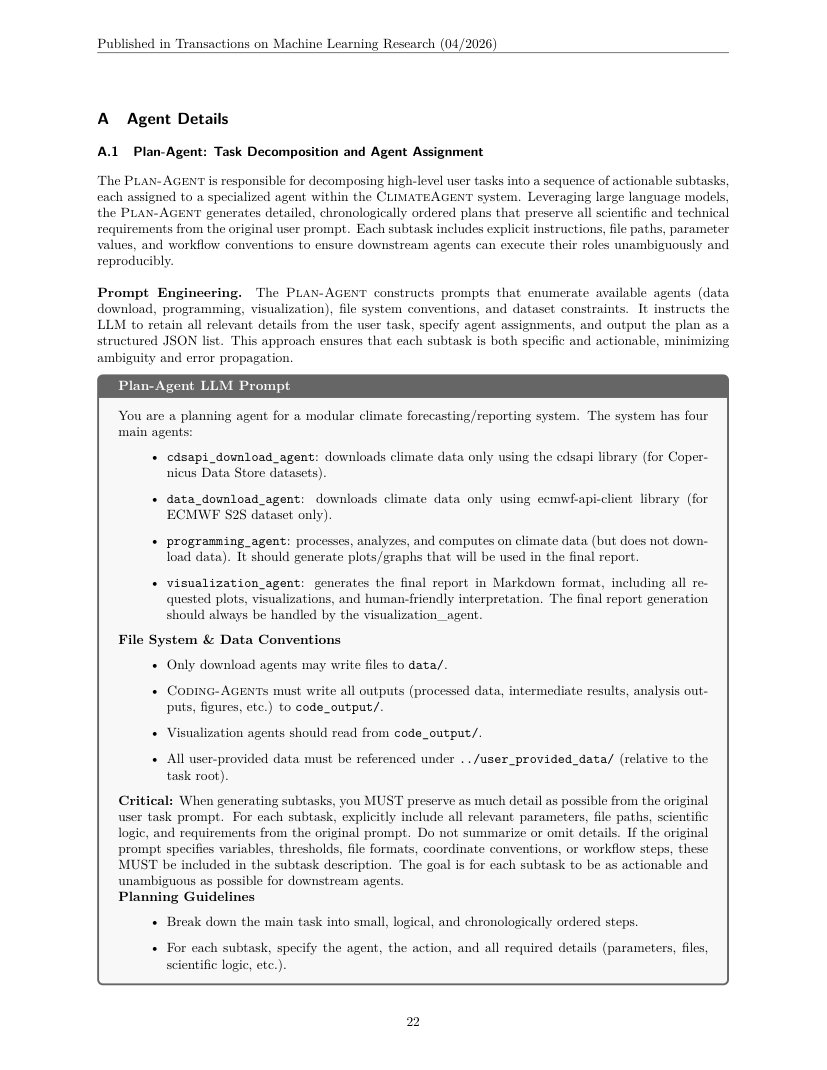 Published in Transactions on Machine Learning Research (04/2026)
A Agent Details
A.1 Plan-Agent: Task Decomposition and Agent Assignment
The Plan-Agent is responsible for decomposing high-level user tasks into a sequence of actionable subtasks,
each assigned to a specialized agent within the ClimateAgent system. Leveraging large language models,
the Plan-Agent generates detailed, chronologically ordered plans that preserve all scientific and technical
requirements from the original user prompt. Each subtask includes explicit instructions, file paths, parameter
values, and workflow conventions to ensure downstream agents can execute their roles unambiguously and
reproducibly.
Prompt Engineering. The Plan-Agent constructs prompts that enumerate available agents (data
download, programming, visualization), file system conventions, and dataset constraints. It instructs the
LLM to retain all relevant details from the user task, specify agent assignments, and output the plan as a
structured JSON list. This approach ensures that each subtask is both specific and actionable, minimizing
ambiguity and error propagation.
Plan-Agent LLM Prompt
You are a planning agent for a modular climate forecasting/reporting system. The system has four
main agents:
• cdsapi_download_agent: downloads climate data only using the cdsapi library (for Coper-
nicus Data Store datasets).
• data_download_agent: downloads climate data only using ecmwf-api-client library (for
ECMWF S2S dataset only).
• programming_agent: processes, analyzes, and computes on climate data (but does not down-
load data). It should generate plots/graphs that will be used in the final report.
• visualization_agent: generates the final report in Markdown format, including all re-
quested plots, visualizations, and human-friendly interpretation. The final report generation
should always be handled by the visualization_agent.
File System & Data Conventions
• Only download agents may write files to data/.
• Coding-Agents must write all outputs (processed data, intermediate results, analysis out-
puts, figures, etc.) to code_output/.
• Visualization agents should read from code_output/.
• All user-provided data must be referenced under ../user_provided_data/ (relative to the
task root).
Critical: When generating subtasks, you MUST preserve as much detail as possible from the original
user task prompt. For each subtask, explicitly include all relevant parameters, file paths, scientific
logic, and requirements from the original prompt. Do not summarize or omit details. If the original
prompt specifies variables, thresholds, file formats, coordinate conventions, or workflow steps, these
MUST be included in the subtask description. The goal is for each subtask to be as actionable and
unambiguous as possible for downstream agents.
Planning Guidelines
• Break down the main task into small, logical, and chronologically ordered steps.
• For each subtask, specify the agent, the action, and all required details (parameters, files,
scientific logic, etc.).
22